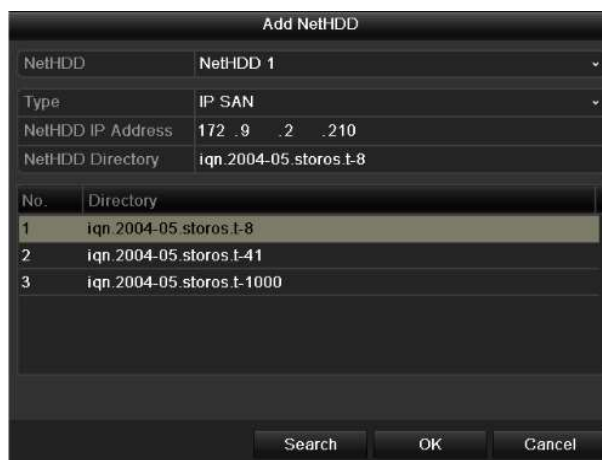 Add NetHDD
NetHDD NetHDD 1
Type IP SAN
NetHDD IP Address 172 .9 .2 .210
NetHDD Directory iqn.2004-05.storos.t-8
No. Directory
1 iqn.2004-05.storos.t-8
2 iqn.2004-05.storos.t-41
3 iqn.2004-05.storos.t-1000
Search OK Cancel